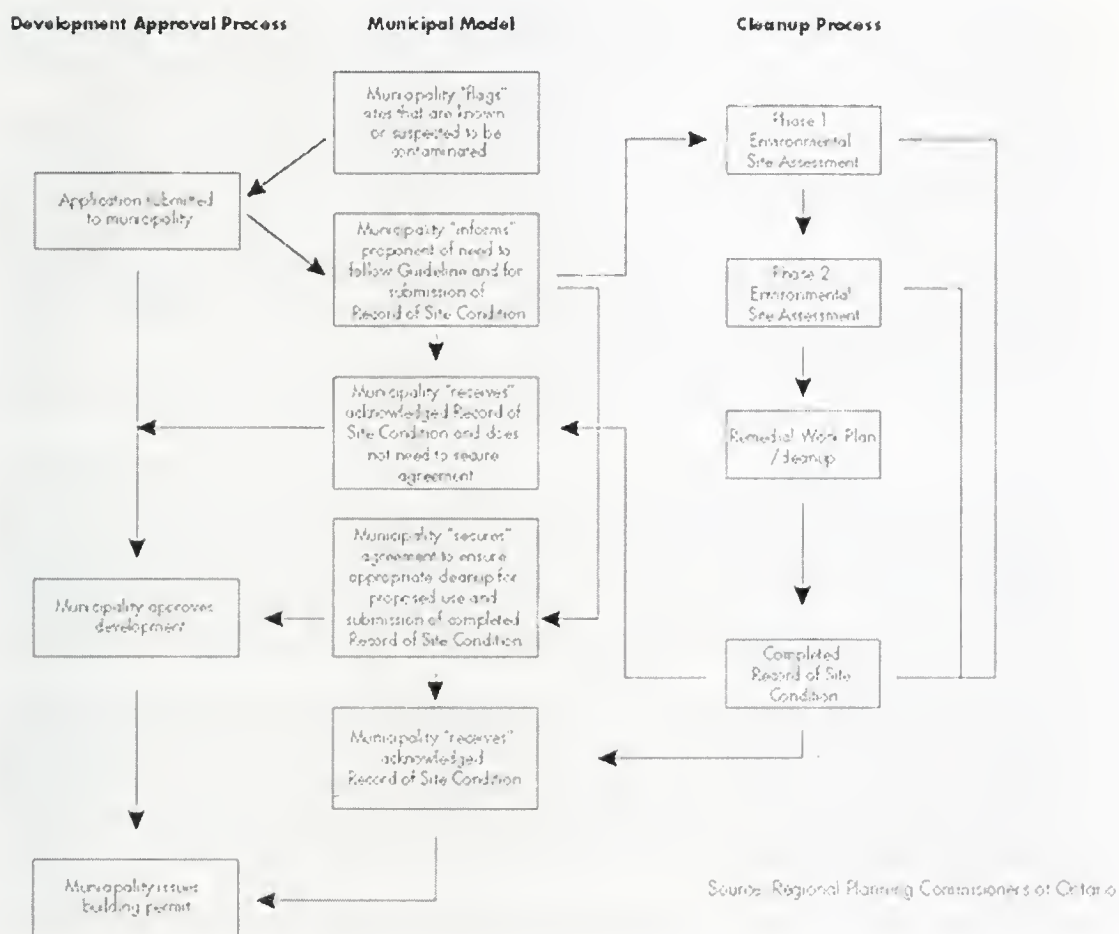 Development Approval Process
Municipal Model
Cleanup Process
Municipality "flags"
sites that are known
or suspected to be
contaminated
Application submitted
to municipality
Municipality "informs"
proponent of need to
follow Guideline and for
submission of
Record of Site Condition
Municipality "receives"
acknowledged Record of
Site Condition and does
not need to secure
agreement
Municipality "secures"
agreement to ensure
appropriate cleanup for
proposed use and
submission of completed
Record of Site Condition
Municipality approves
development
Municipality "receives"
acknowledged
Record of Site Condition
Municipality issues
building permit
Phase 1
Environmental
Site Assessment
Phase 2
Environmental
Site Assessment
Remedial Work Plan
/cleanup
Completed
Record of Site
Condition
Source: Regional Planning Commisioners of Ontario